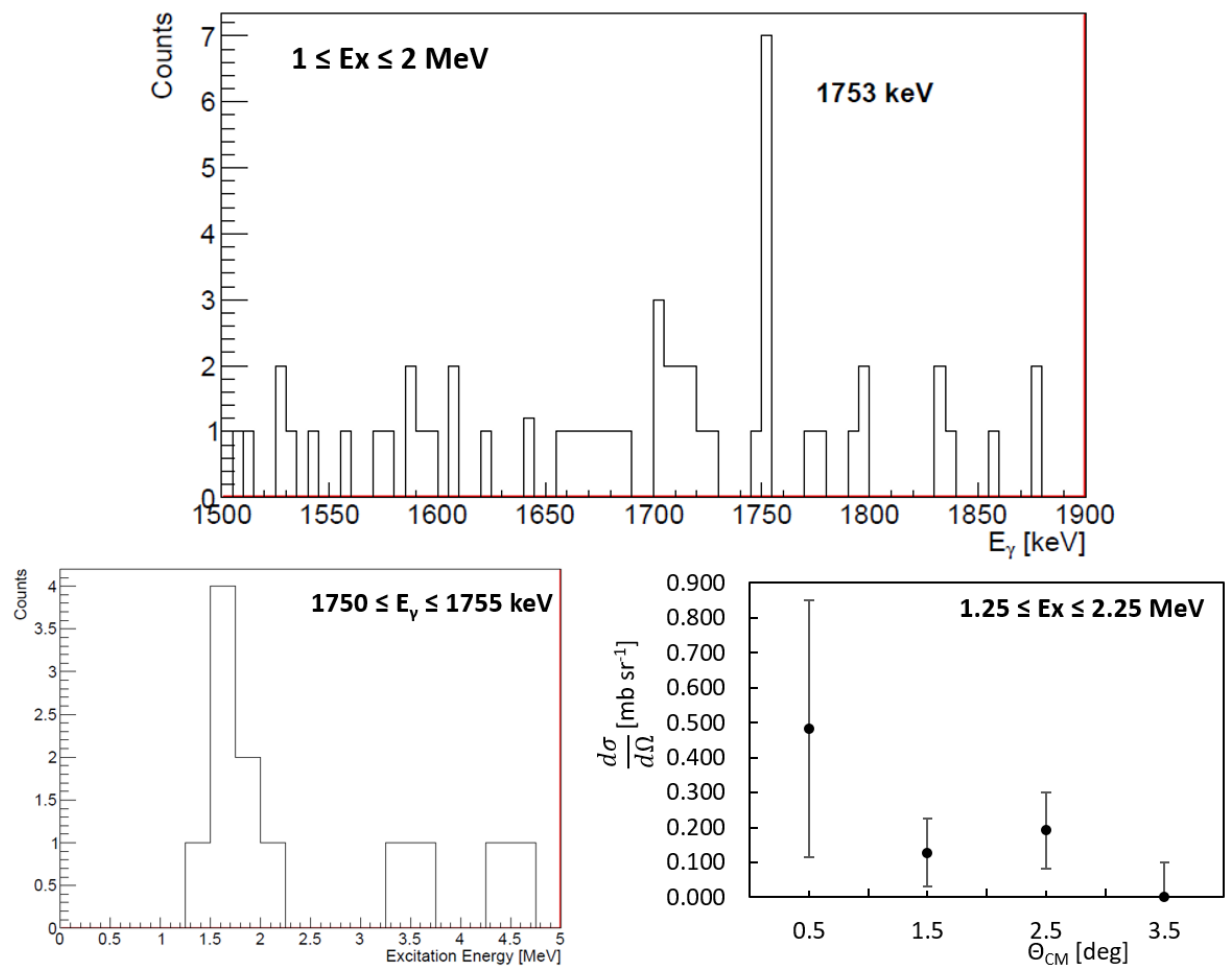 Counts
1 ≤ Ex ≤ 2 MeV
1753 keV
7
6
5
4
3
2
1
0
1500 1550 1600 1650 1700 1750 1800 1850 1900
E_γ [keV]
Counts
1750 ≤ E_γ ≤ 1755 keV
4
3.5
3
2.5
2
1.5
1
0.5
0
0 0.5 1 1.5 2 2.5 3 3.5 4 4.5 5
Excitation Energy [MeV]
dσ/dΩ [mb sr⁻¹]
1.25 ≤ Ex ≤ 2.25 MeV
0.900
0.800
0.700
0.600
0.500
0.400
0.300
0.200
0.100
0.000
0.5 1.5 2.5 3.5
Θ_CM [deg]